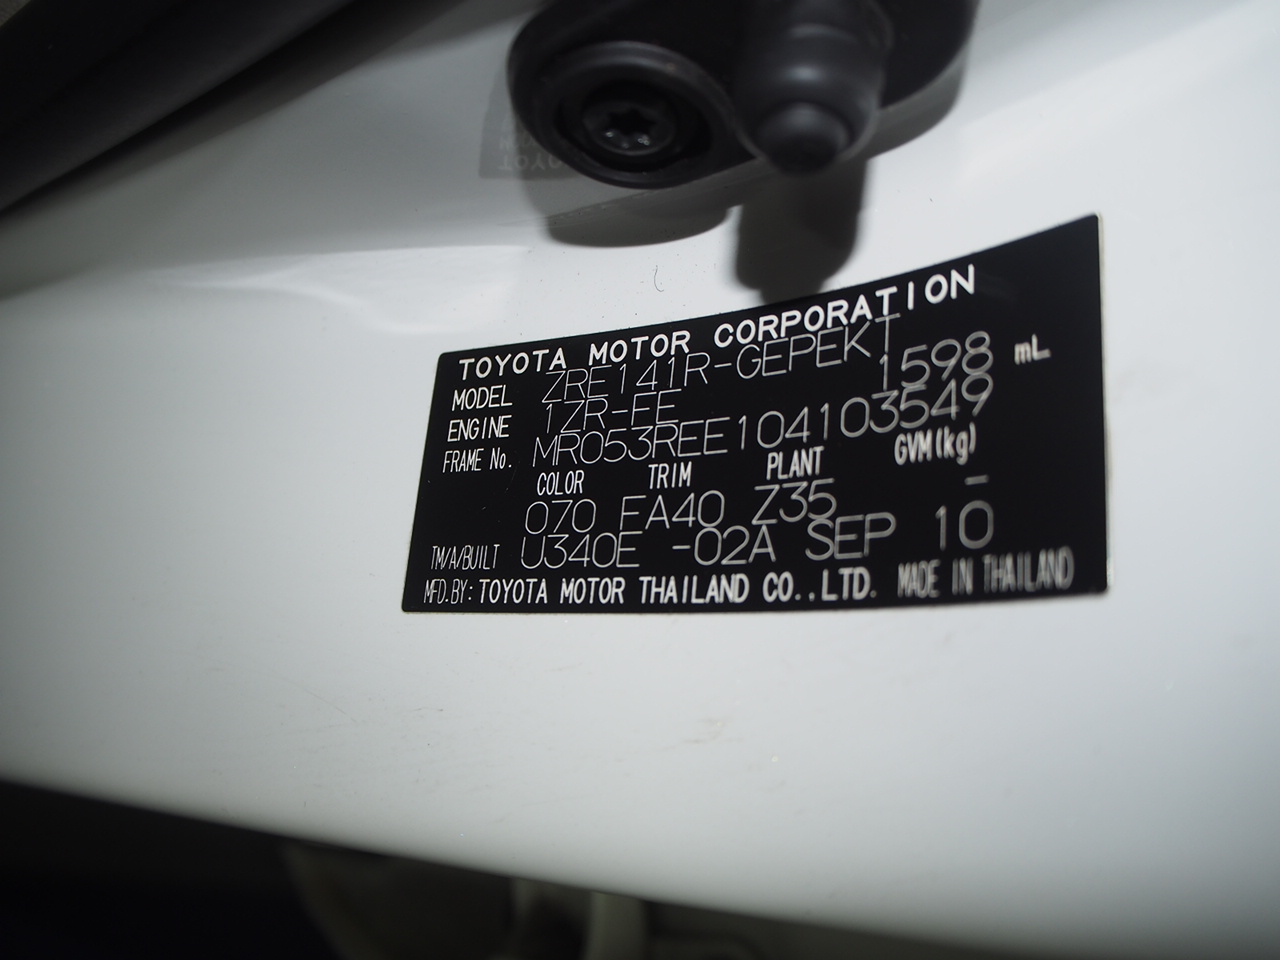 TOYOTA MOTOR CORPORATION
MODEL ZRE141R-GEPEKT
ENGINE 1ZR-FE 1598 mL
FRAME No. MR053REE104103549
COLOR TRIM PLANT GVM(kg)
070 FA40 Z35 -
TM/A/BUILT U340E -02A SEP 10
MFD.BY: TOYOTA MOTOR THAILAND CO.,LTD. MADE IN THAILAND